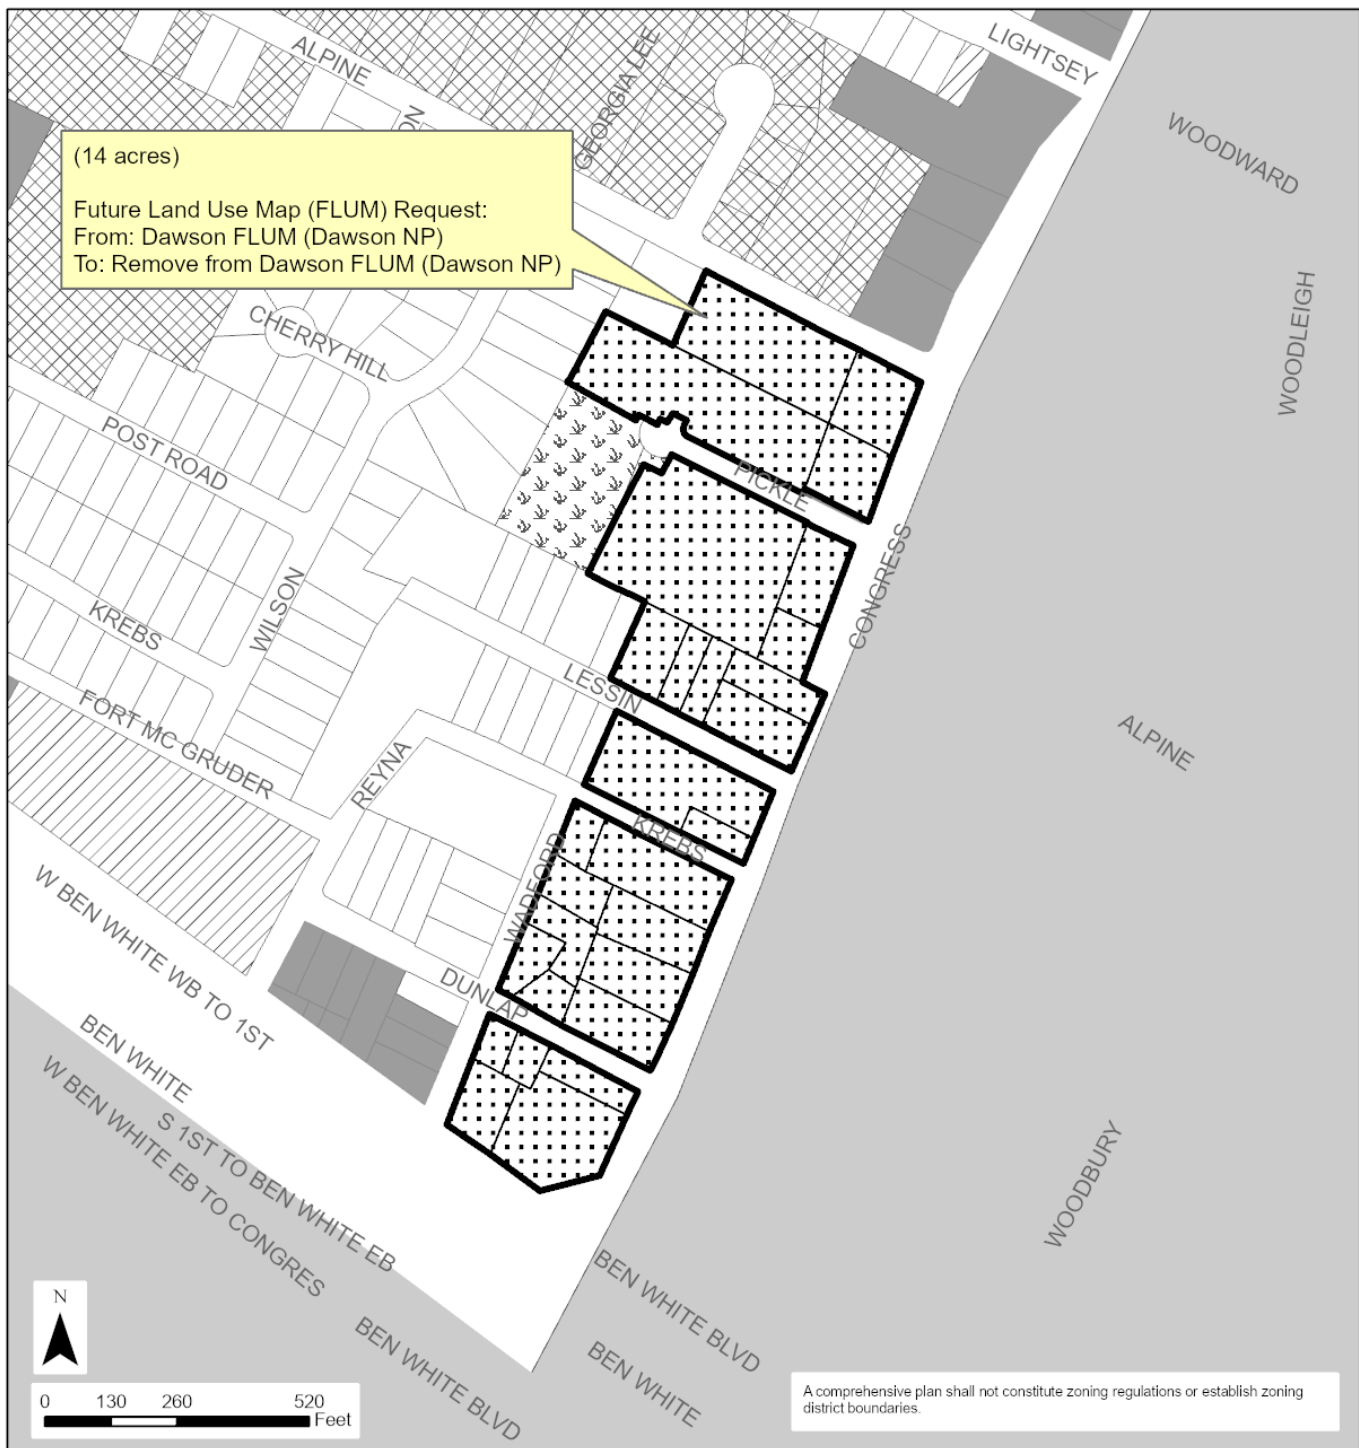 LIGHTSEY
ALPINE
GEORGIA LEE
ON
WOODWARD
(14 acres)
Future Land Use Map (FLUM) Request:
From: Dawson FLUM (Dawson NP)
To: Remove from Dawson FLUM (Dawson NP)
WOODLEIGH
CHERRY HILL
POST ROAD
PICKLE
CONGRESS
WILSON
KREBS
LESSIN
FORT MC GRUDER
REYNA
ALPINE
KREBS
WADFORD
W BEN WHITE WB TO 1ST
DUNLAP
BEN WHITE
S 1ST TO BEN WHITE EB
W BEN WHITE EB TO CONGRES
WOODBURY
BEN WHITE BLVD
BEN WHITE BLVD
BEN WHITE
N
0 130 260 520
Feet
A comprehensive plan shall not constitute zoning regulations or establish zoning
district boundaries.